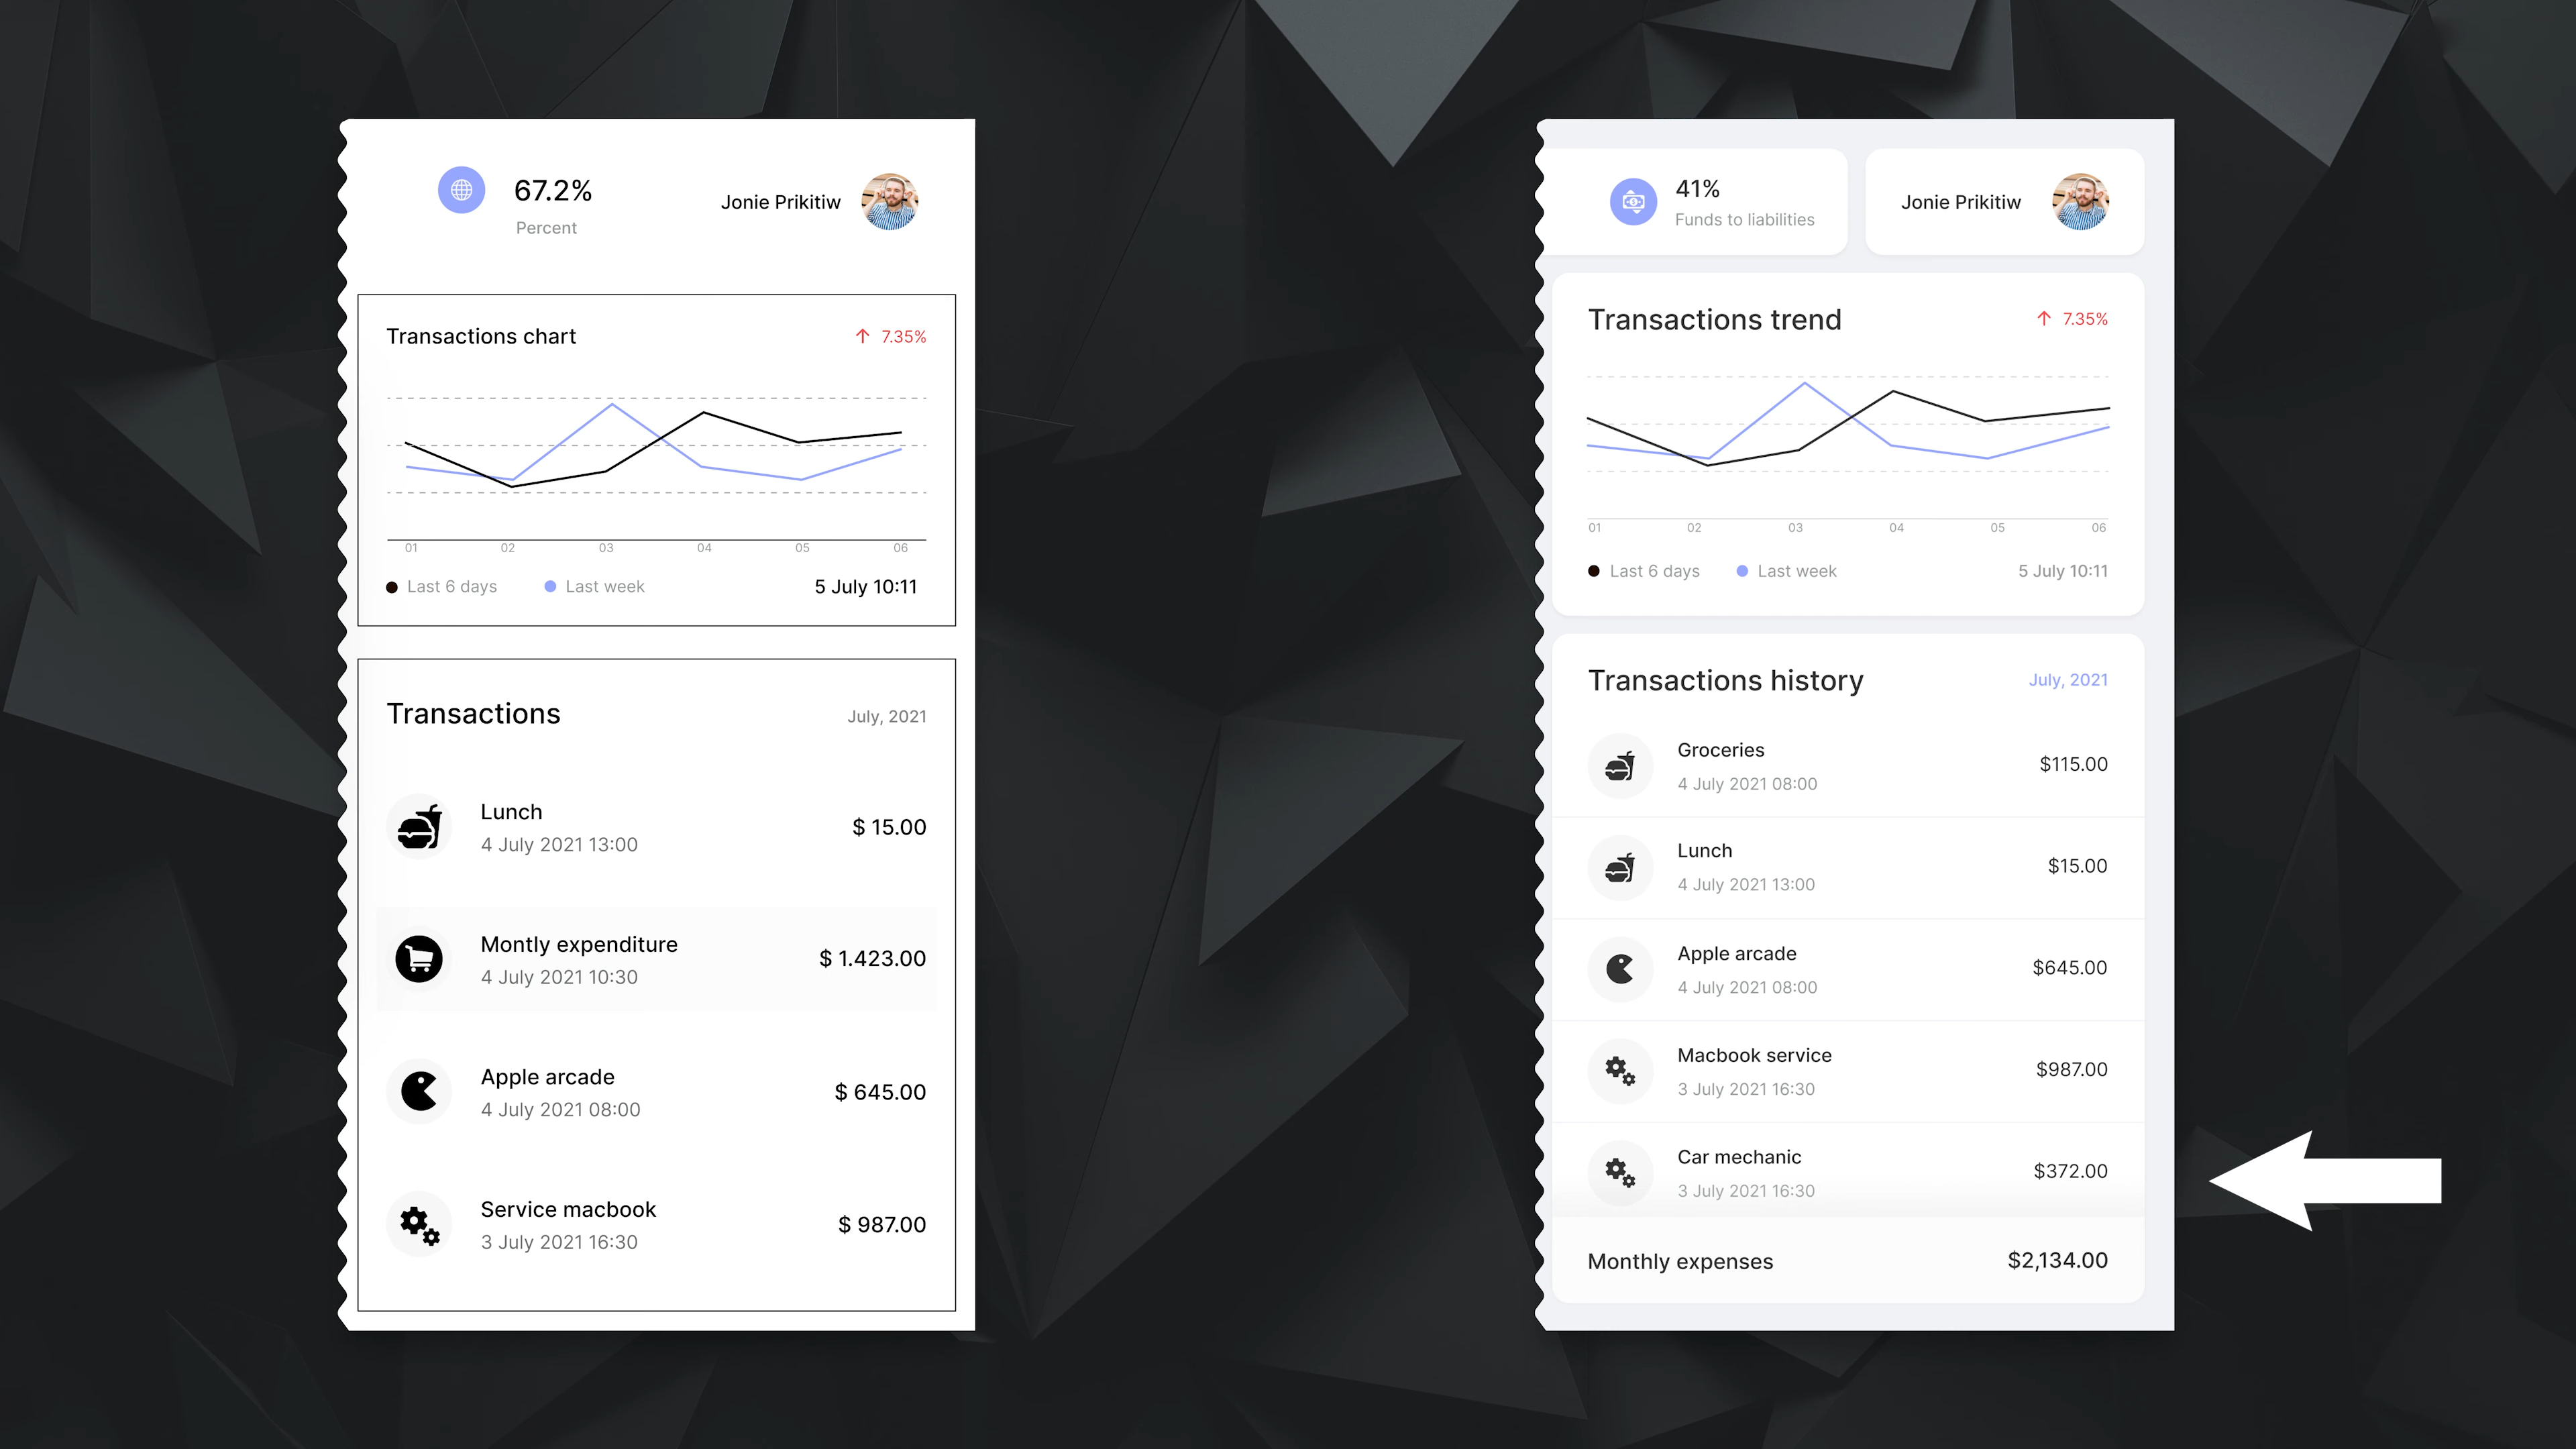 67.2%
Percent
Jonie Prikitiw
Transactions chart
7.35%
01 02 03 04 05 06
Last 6 days Last week 5 July 10:11
Transactions July, 2021
Lunch
4 July 2021 13:00
$ 15.00
Montly expenditure
4 July 2021 10:30
$ 1.423.00
Apple arcade
4 July 2021 08:00
$ 645.00
Service macbook
3 July 2021 16:30
$ 987.00
41%
Funds to liabilities
Jonie Prikitiw
Transactions trend
7.35%
01 02 03 04 05 06
Last 6 days Last week 5 July 10:11
Transactions history July, 2021
Groceries
4 July 2021 08:00
$115.00
Lunch
4 July 2021 13:00
$15.00
Apple arcade
4 July 2021 08:00
$645.00
Macbook service
3 July 2021 16:30
$987.00
Car mechanic
3 July 2021 16:30
$372.00
Monthly expenses $2,134.00